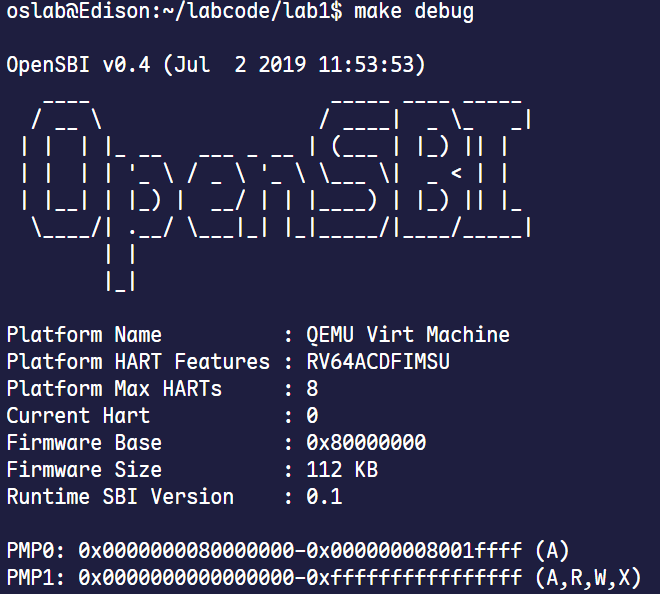 oslab@Edison:~/labcode/lab1$ make debug

OpenSBI v0.4 (Jul  2 2019 11:53:53)
   ____                    _____ ____ _____
  / __ \                  / ____|  _ \_   _|
 | |  | |_ __   ___ _ __ | (___ | |_) || |
 | |  | | '_ \ / _ \ '_ \ \___ \|  _ < | |
 | |__| | |_) |  __/ | | |____) | |_) || |_
  \____/| .__/ \___|_| |_|_____/|____/_____|
        | |
        |_|

Platform Name          : QEMU Virt Machine
Platform HART Features : RV64ACDFIMSU
Platform Max HARTs     : 8
Current Hart           : 0
Firmware Base          : 0x80000000
Firmware Size          : 112 KB
Runtime SBI Version    : 0.1

PMP0: 0x0000000080000000-0x000000008001ffff (A)
PMP1: 0x0000000000000000-0xffffffffffffffff (A,R,W,X)